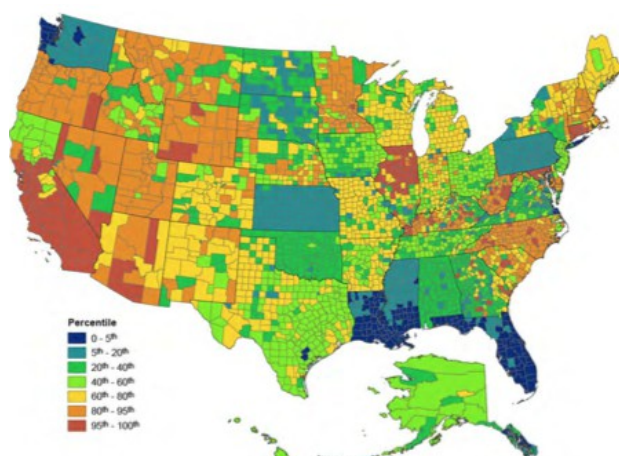 Percentile
0 - 5th
5th - 20th
20th - 40th
40th - 60th
60th - 80th
80th - 95th
95th - 100th